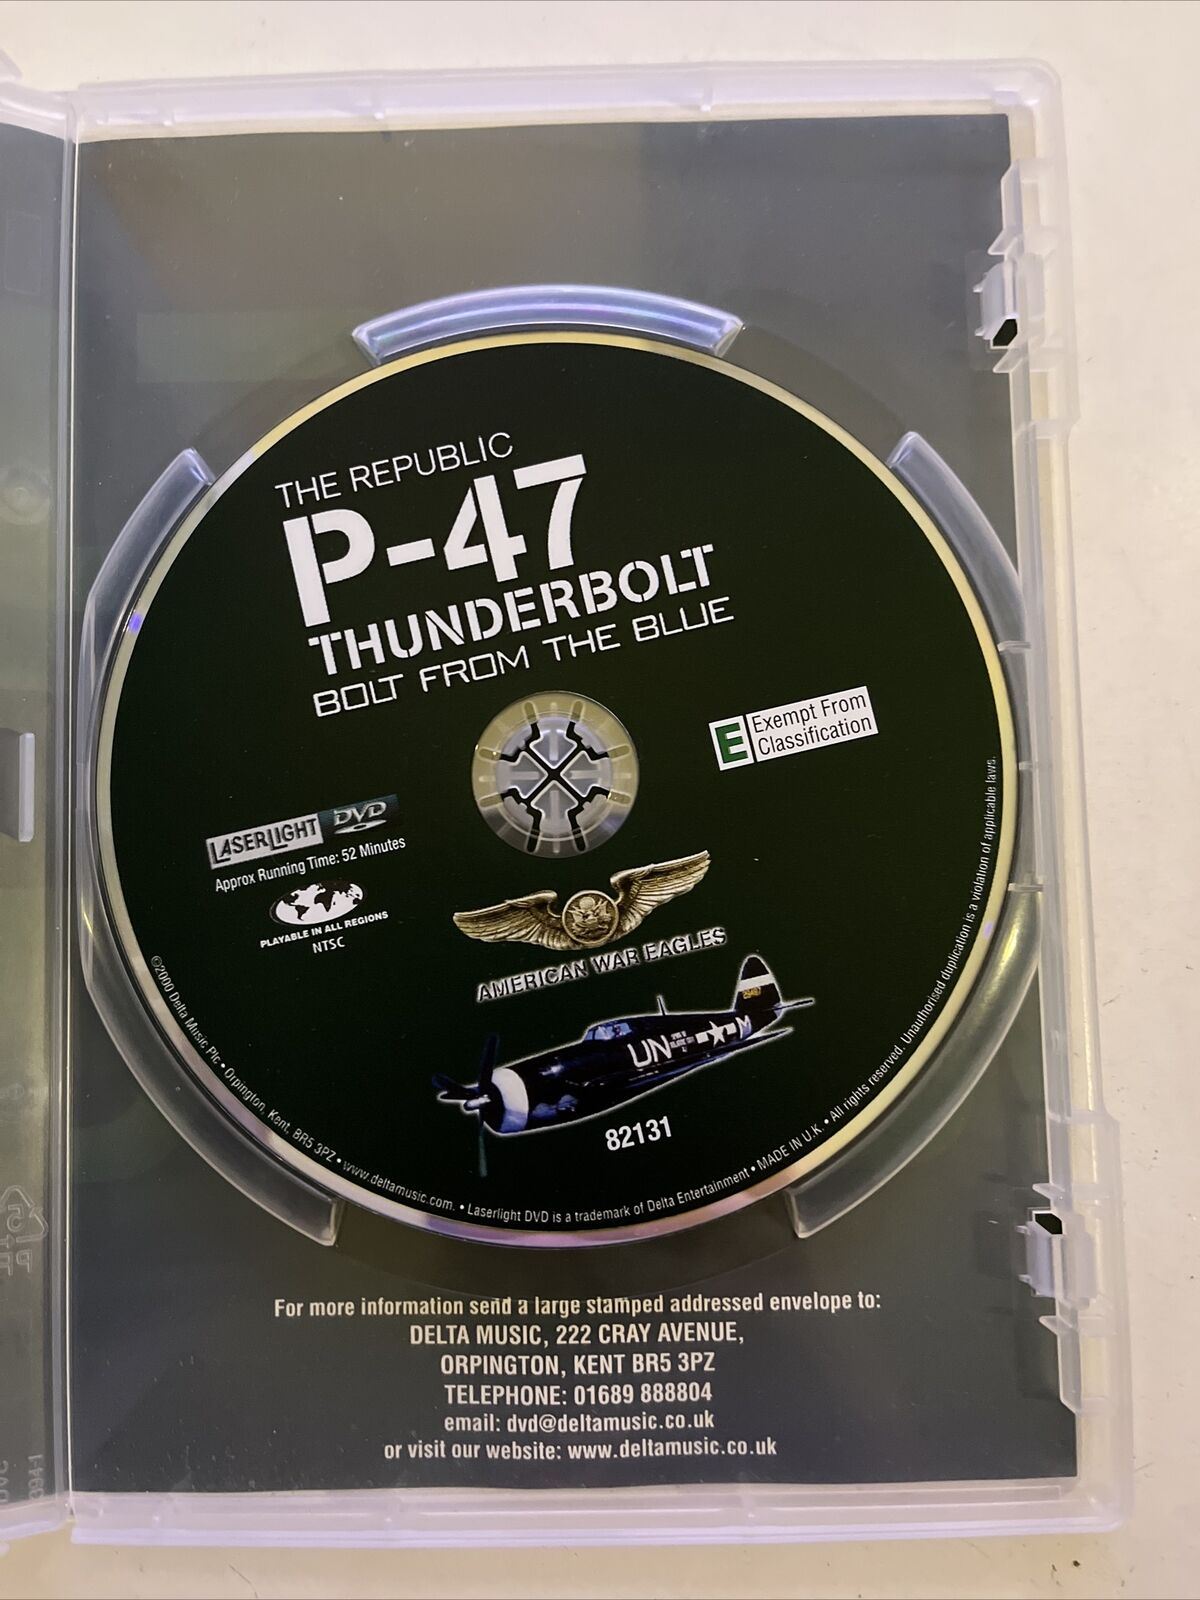 THE REPUBLIC
P-47
THUNDERBOLT
BOLT FROM THE BLUE
E Exempt From
Classification
LASERLIGHT DVD
Approx Running Time: 52 Minutes
PLAYABLE IN ALL REGIONS
NTSC
AMERICAN WAR EAGLES
UN M
82131
©2000 Delta Music Plc • Orpington, Kent, BR5 3PZ • www.deltamusic.com. • Laserlight DVD is a trademark of Delta Entertainment • MADE IN U.K. • All rights reserved. Unauthorised duplication is a violation of applicable laws.
For more information send a large stamped addressed envelope to:
DELTA MUSIC, 222 CRAY AVENUE,
ORPINGTON, KENT BR5 3PZ
TELEPHONE: 01689 888804
email: dvd@deltamusic.co.uk
or visit our website: www.deltamusic.co.uk